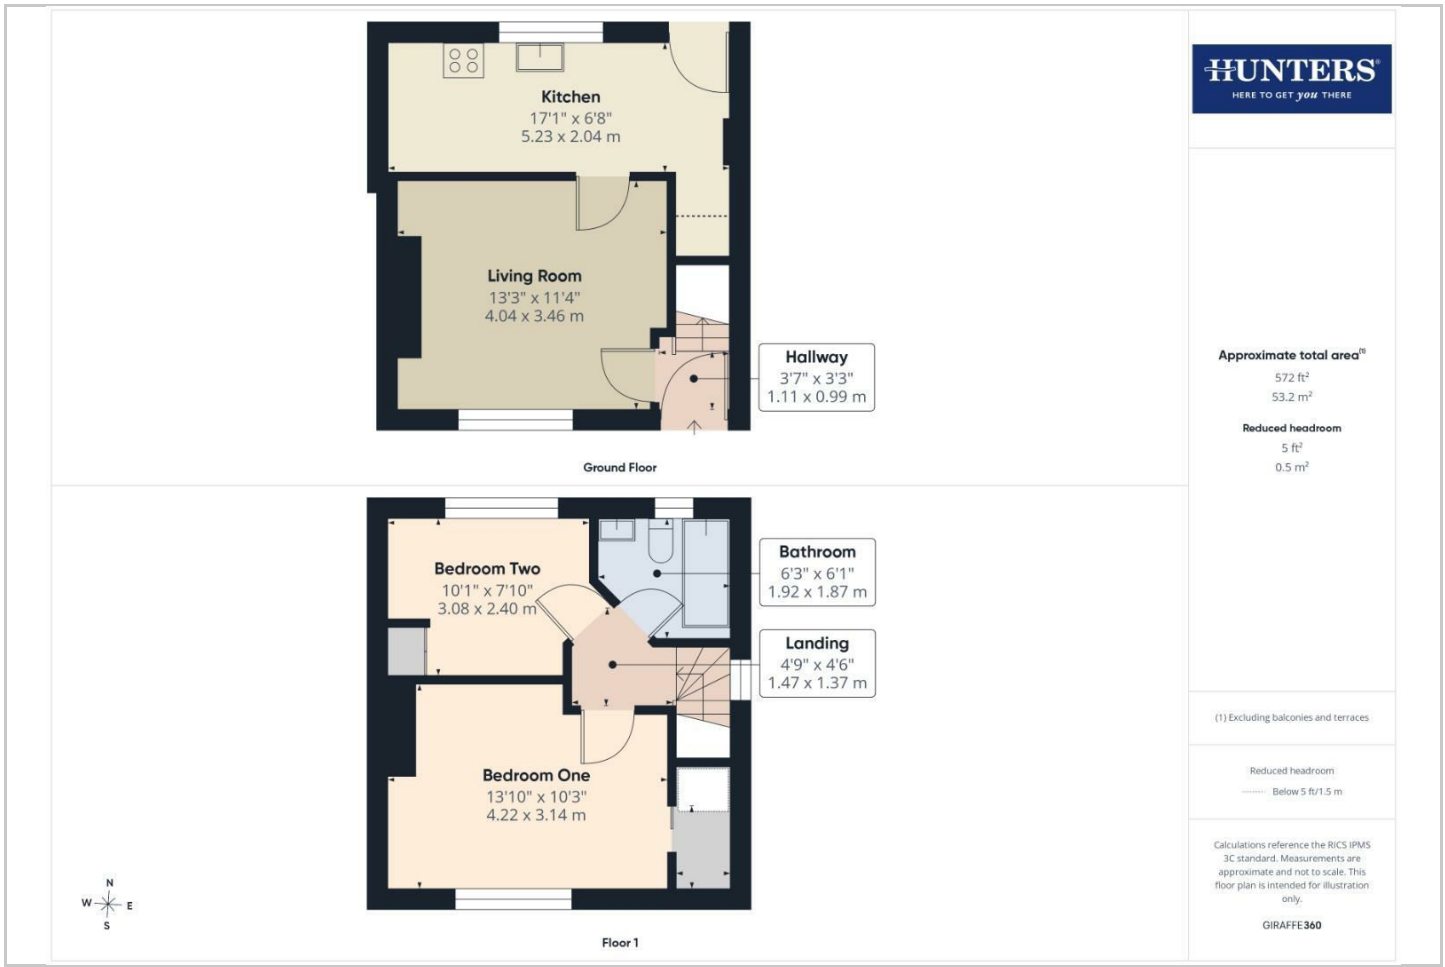 Kitchen
17'1" x 6'8"
5.23 x 2.04 m
Living Room
13'3" x 11'4"
4.04 x 3.46 m
Hallway
3'7" x 3'3"
1.11 x 0.99 m
Ground Floor
Bedroom Two
10'1" x 7'10"
3.08 x 2.40 m
Bathroom
6'3" x 6'1"
1.92 x 1.87 m
Landing
4'9" x 4'6"
1.47 x 1.37 m
Bedroom One
13'10" x 10'3"
4.22 x 3.14 m
N
W E
S
Floor 1
HUNTERS®
HERE TO GET you THERE
Approximate total area(1)
572 ft²
53.2 m²
Reduced headroom
5 ft²
0.5 m²
(1) Excluding balconies and terraces
Reduced headroom
Below 5 ft/1.5 m
Calculations reference the RICS IPMS
3C standard. Measurements are
approximate and not to scale. This
floor plan is intended for illustration
only.
GIRAFFE360